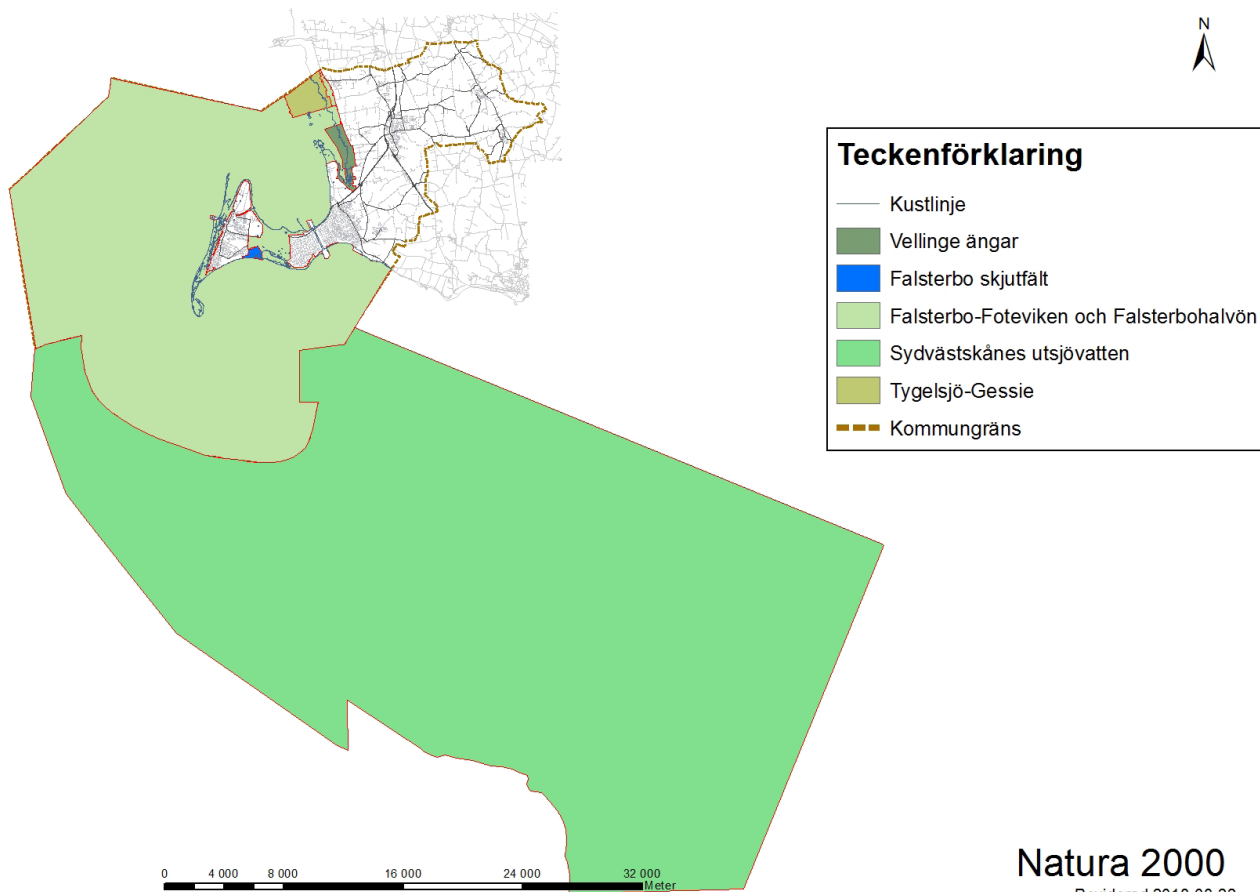 N
Teckenförklaring
Kustlinje
Vellinge ängar
Falsterbo skjutfält
Falsterbo-Foteviken och Falsterbohalvön
Sydvästskånes utsjövatten
Tygelsjö-Gessie
Kommungräns
0 4 000 8 000 16 000 24 000 32 000
Meter
Natura 2000